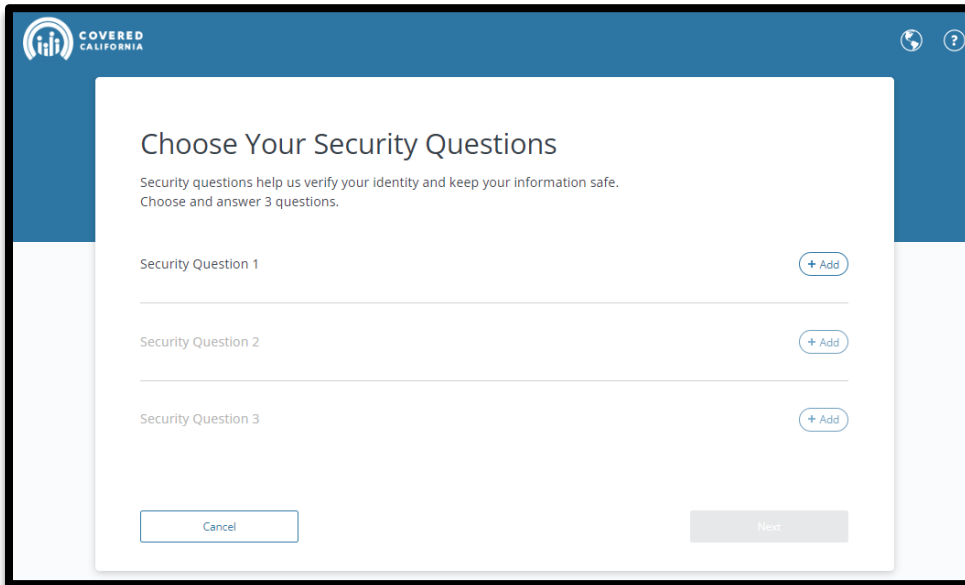 COVERED
CALIFORNIA
?
Choose Your Security Questions
Security questions help us verify your identity and keep your information safe.
Choose and answer 3 questions.
Security Question 1
+ Add
Security Question 2
+ Add
Security Question 3
+ Add
Cancel
Next